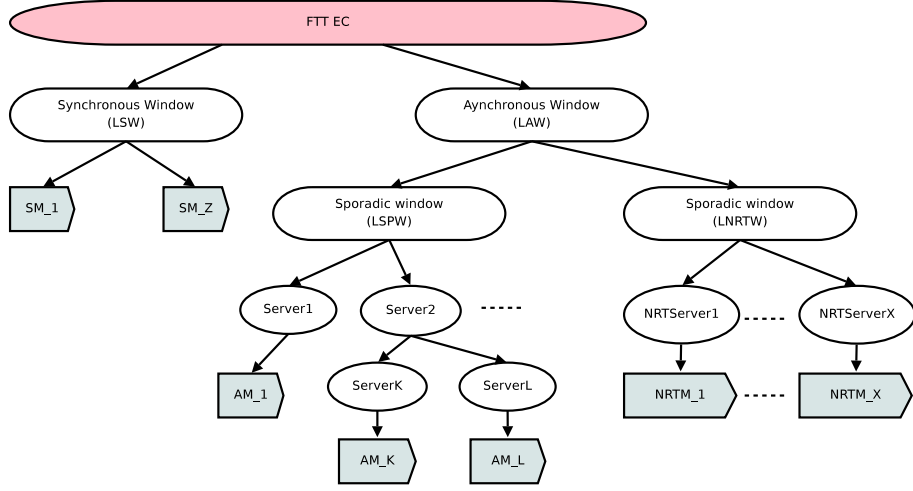 FTT EC
Synchronous Window
(LSW)
Aynchronous Window
(LAW)
SM_1
SM_Z
Sporadic window
(LSPW)
Sporadic window
(LNRTW)
Server1
Server2
NRTServer1
NRTServerX
AM_1
ServerK
ServerL
NRTM_1
NRTM_X
AM_K
AM_L